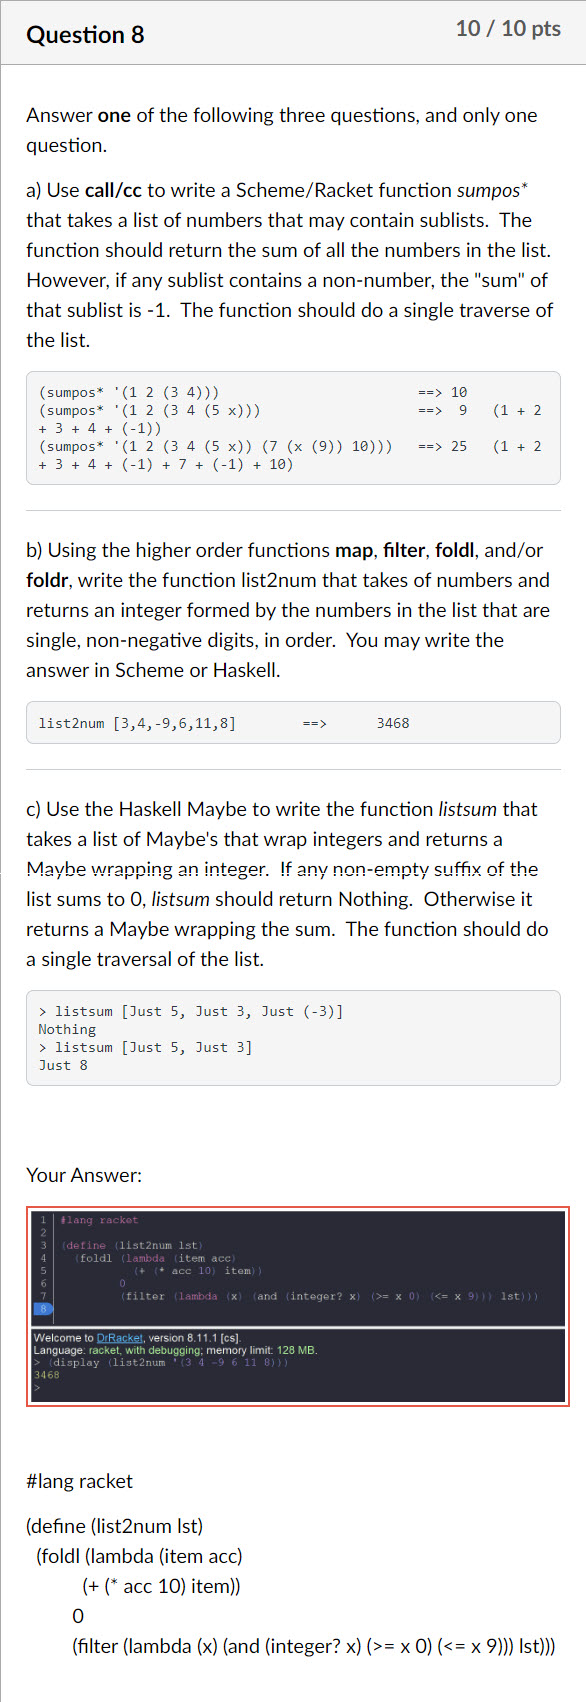 Question 8
10 / 10 pts
Answer one of the following three questions, and only one
question.
a) Use call/cc to write a Scheme/Racket function sumpos*
that takes a list of numbers that may contain sublists. The
function should return the sum of all the numbers in the list.
However, if any sublist contains a non-number, the "sum" of
that sublist is -1. The function should do a single traverse of
the list.
(sumpos* '(1 2 (3 4))) ==> 10
(sumpos* '(1 2 (3 4 (5 x))) ==> 9 (1 + 2
+ 3 + 4 + (-1))
(sumpos* '(1 2 (3 4 (5 x)) (7 (x (9)) 10))) ==> 25 (1 + 2
+ 3 + 4 + (-1) + 7 + (-1) + 10)
b) Using the higher order functions map, filter, foldl, and/or
foldr, write the function list2num that takes of numbers and
returns an integer formed by the numbers in the list that are
single, non-negative digits, in order. You may write the
answer in Scheme or Haskell.
list2num [3,4,-9,6,11,8] ==> 3468
c) Use the Haskell Maybe to write the function listsum that
takes a list of Maybe's that wrap integers and returns a
Maybe wrapping an integer. If any non-empty suffix of the
list sums to 0, listsum should return Nothing. Otherwise it
returns a Maybe wrapping the sum. The function should do
a single traversal of the list.
> listsum [Just 5, Just 3, Just (-3)]
Nothing
> listsum [Just 5, Just 3]
Just 8
Your Answer:
1 #lang racket
2
3 (define (list2num lst)
4 (foldl (lambda (item acc)
5 (+ (* acc 10) item))
6 0
7 (filter (lambda (x) (and (integer? x) (>= x 0) (<= x 9))) lst)))
8
Welcome to DrRacket, version 8.11.1 [cs].
Language: racket, with debugging; memory limit: 128 MB.
> (display (list2num '(3 4 -9 6 11 8)))
3468
>
#lang racket
(define (list2num lst)
(foldl (lambda (item acc)
(+ (* acc 10) item))
0
(filter (lambda (x) (and (integer? x) (>= x 0) (<= x 9))) lst)))